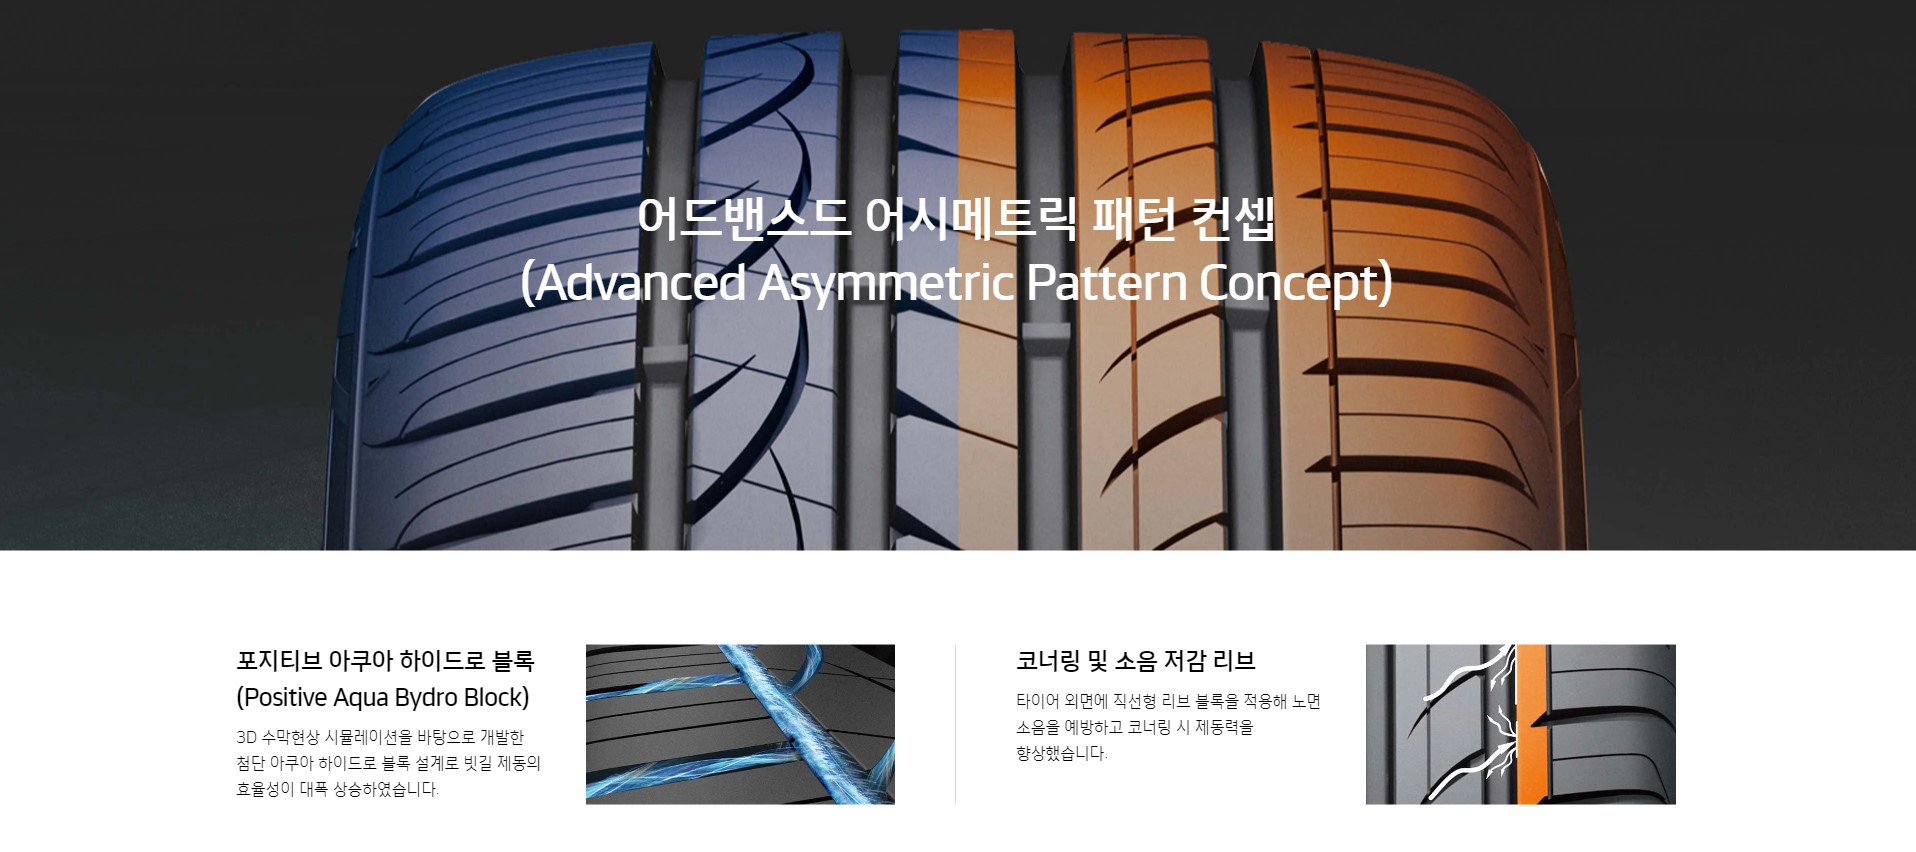 어드밴스드 어시메트릭 패턴 컨셉
(Advanced Asymmetric Pattern Concept)
포지티브 아쿠아 하이드로 블록
(Positive Aqua Bydro Block)
3D 수막현상 시뮬레이션을 바탕으로 개발한
첨단 아쿠아 하이드로 블록 설계로 빗길 제동의
효율성이 대폭 상승하였습니다.
코너링 및 소음 저감 리브
타이어 외면에 직선형 리브 블록을 적용해 노면
소음을 예방하고 코너링 시 제동력을
향상했습니다.